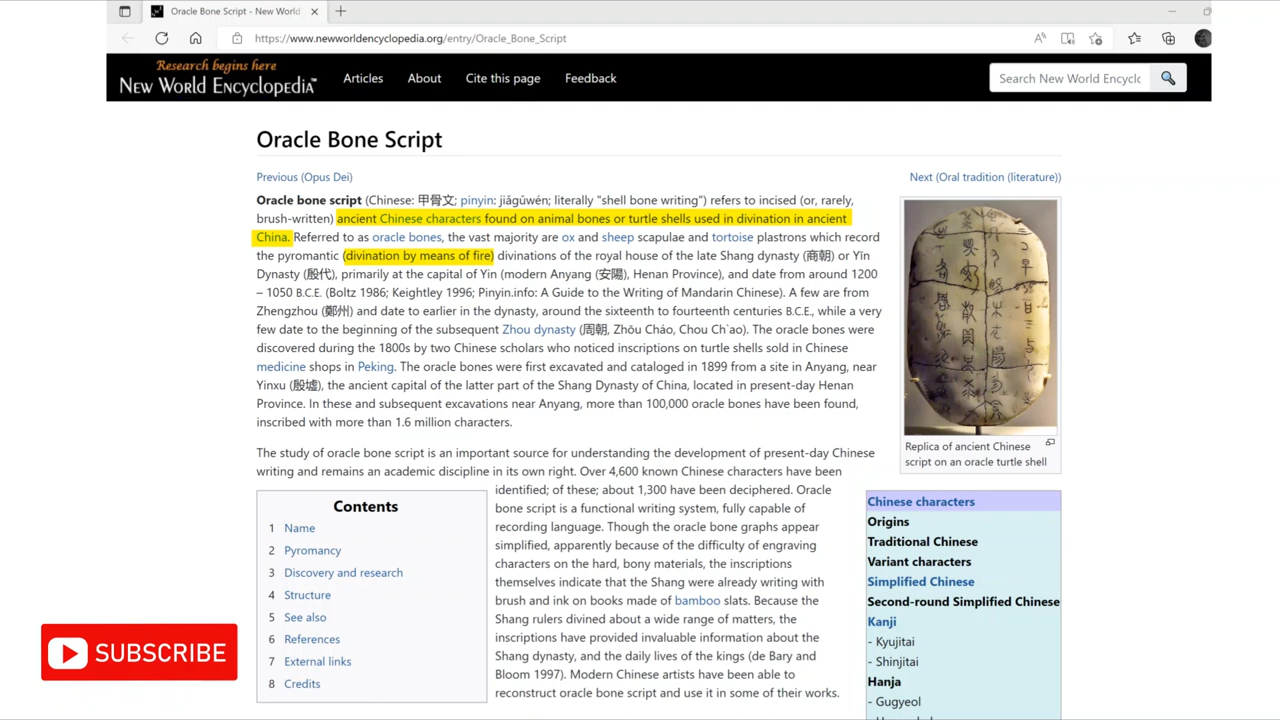 Oracle Bone Script - New World
https://www.newworldencyclopedia.org/entry/Oracle_Bone_Script
Research begins here
NEW WORLD ENCYCLOPEDIA™
Articles About Cite this page Feedback
Search New World Encyclc
Oracle Bone Script
Previous (Opus Dei)
Next (Oral tradition (literature))
Oracle bone script (Chinese: 甲骨文; pinyin: jiǎgǔwén; literally "shell bone writing") refers to incised (or, rarely,
brush-written) ancient Chinese characters found on animal bones or turtle shells used in divination in ancient
China. Referred to as oracle bones, the vast majority are ox and sheep scapulae and tortoise plastrons which record
the pyromantic (divination by means of fire) divinations of the royal house of the late Shang dynasty (商朝) or Yīn
Dynasty (殷代), primarily at the capital of Yin (modern Anyang (安陽), Henan Province), and date from around 1200
– 1050 B.C.E. (Boltz 1986; Keightley 1996; Pinyin.info: A Guide to the Writing of Mandarin Chinese). A few are from
Zhengzhou (鄭州) and date to earlier in the dynasty, around the sixteenth to fourteenth centuries B.C.E., while a very
few date to the beginning of the subsequent Zhou dynasty (周朝, Zhōu Cháo, Chou Ch`ao). The oracle bones were
discovered during the 1800s by two Chinese scholars who noticed inscriptions on turtle shells sold in Chinese
medicine shops in Peking. The oracle bones were first excavated and cataloged in 1899 from a site in Anyang, near
Yinxu (殷墟), the ancient capital of the latter part of the Shang Dynasty of China, located in present-day Henan
Province. In these and subsequent excavations near Anyang, more than 100,000 oracle bones have been found,
inscribed with more than 1.6 million characters.
Replica of ancient Chinese
script on an oracle turtle shell
The study of oracle bone script is an important source for understanding the development of present-day Chinese
writing and remains an academic discipline in its own right. Over 4,600 known Chinese characters have been
identified; of these; about 1,300 have been deciphered. Oracle
bone script is a functional writing system, fully capable of
recording language. Though the oracle bone graphs appear
simplified, apparently because of the difficulty of engraving
characters on the hard, bony materials, the inscriptions
themselves indicate that the Shang were already writing with
brush and ink on books made of bamboo slats. Because the
Shang rulers divined about a wide range of matters, the
inscriptions have provided invaluable information about the
Shang dynasty, and the daily lives of the kings (de Bary and
Bloom 1997). Modern Chinese artists have been able to
reconstruct oracle bone script and use it in some of their works.
Contents
1 Name
2 Pyromancy
3 Discovery and research
4 Structure
5 See also
6 References
7 External links
8 Credits
Chinese characters
Origins
Traditional Chinese
Variant characters
Simplified Chinese
Second-round Simplified Chinese
Kanji
- Kyujitai
- Shinjitai
Hanja
- Gugyeol
SUBSCRIBE